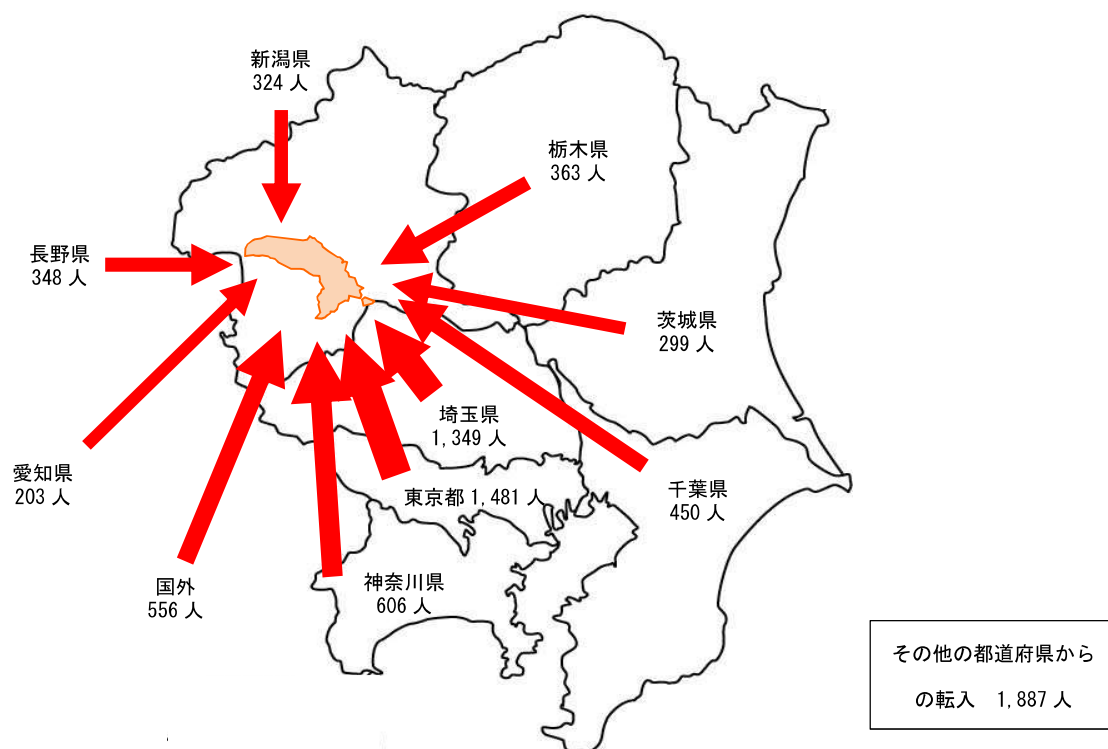 新潟県
324 人
栃木県
363 人
長野県
348 人
茨城県
299 人
埼玉県
1,349 人
愛知県
203 人
東京都 1,481 人
千葉県
450 人
国外
556 人
神奈川県
606 人
その他の都道府県から
の転入 1,887 人